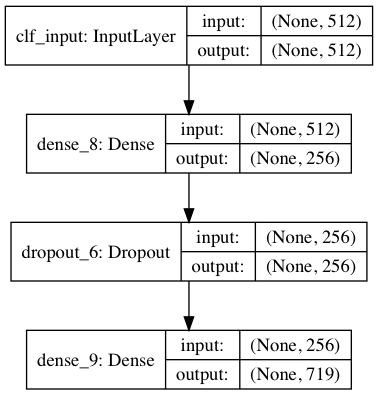 clf_input: InputLayer
input: (None, 512)
output: (None, 512)
dense_8: Dense
input: (None, 512)
output: (None, 256)
dropout_6: Dropout
input: (None, 256)
output: (None, 256)
dense_9: Dense
input: (None, 256)
output: (None, 719)